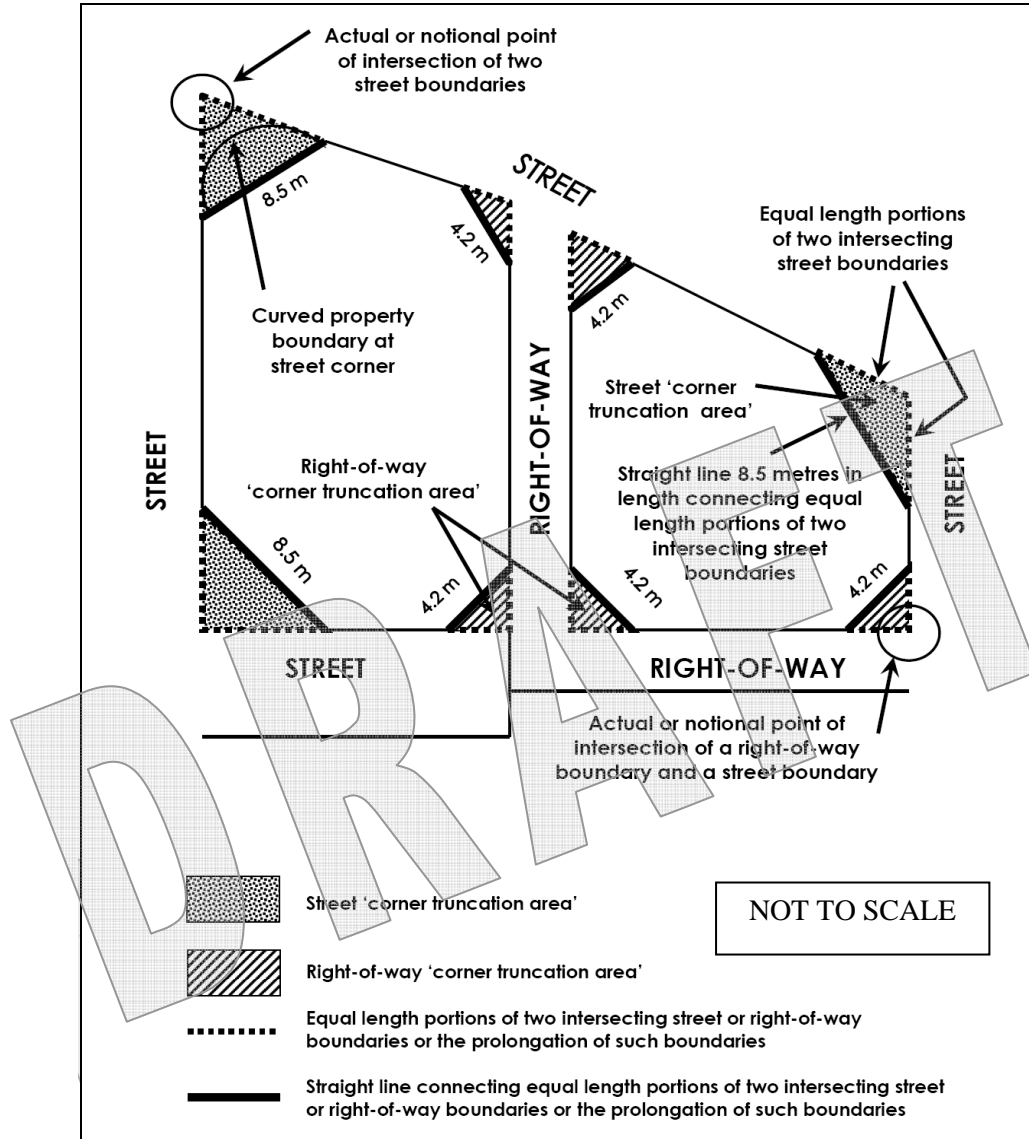 Actual or notional point
of intersection of two
street boundaries
8.5 m
STREET
4.2 m
Equal length portions
of two intersecting
street boundaries
4.2 m
Curved property
boundary at
street corner
RIGHT-OF-WAY
Street 'corner
truncation area'
STREET
Right-of-way
'corner truncation area'
Straight line 8.5 metres in
length connecting equal
length portions of two
intersecting street
boundaries
STREET
8.5 m
4.2 m
4.2 m
4.2 m
STREET
RIGHT-OF-WAY
Actual or notional point of
intersection of a right-of-way
boundary and a street boundary
DRAFT
Street 'corner truncation area'
NOT TO SCALE
Right-of-way 'corner truncation area'
Equal length portions of two intersecting street or right-of-way
boundaries or the prolongation of such boundaries
Straight line connecting equal length portions of two intersecting street
or right-of-way boundaries or the prolongation of such boundaries